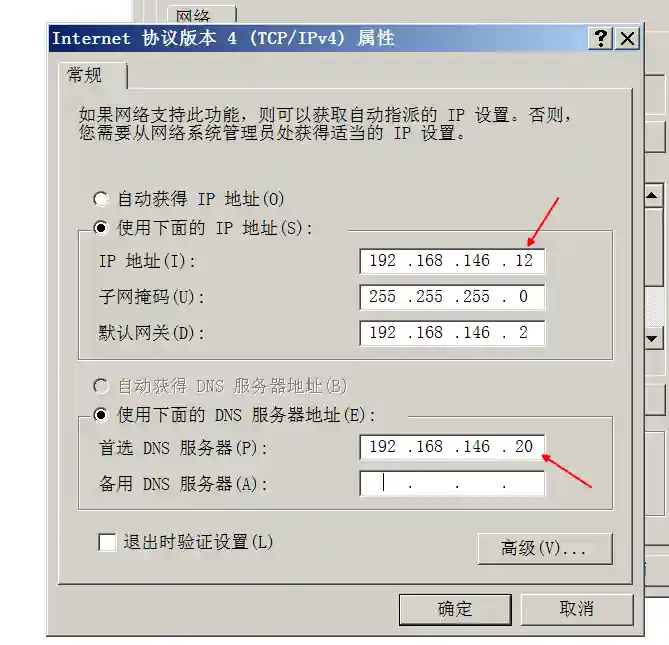 网络
Internet 协议版本 4 (TCP/IPv4) 属性
常规
如果网络支持此功能，则可以获取自动指派的 IP 设置。否则，
您需要从网络系统管理员处获得适当的 IP 设置。
自动获得 IP 地址(O)
使用下面的 IP 地址(S):
IP 地址(I): 192 .168 .146 . 12
子网掩码(U): 255 .255 .255 . 0
默认网关(D): 192 .168 .146 . 2
自动获得 DNS 服务器地址(B)
使用下面的 DNS 服务器地址(E):
首选 DNS 服务器(P): 192 .168 .146 . 20
备用 DNS 服务器(A): . . .
退出时验证设置(L)
高级(V)...
确定 取消